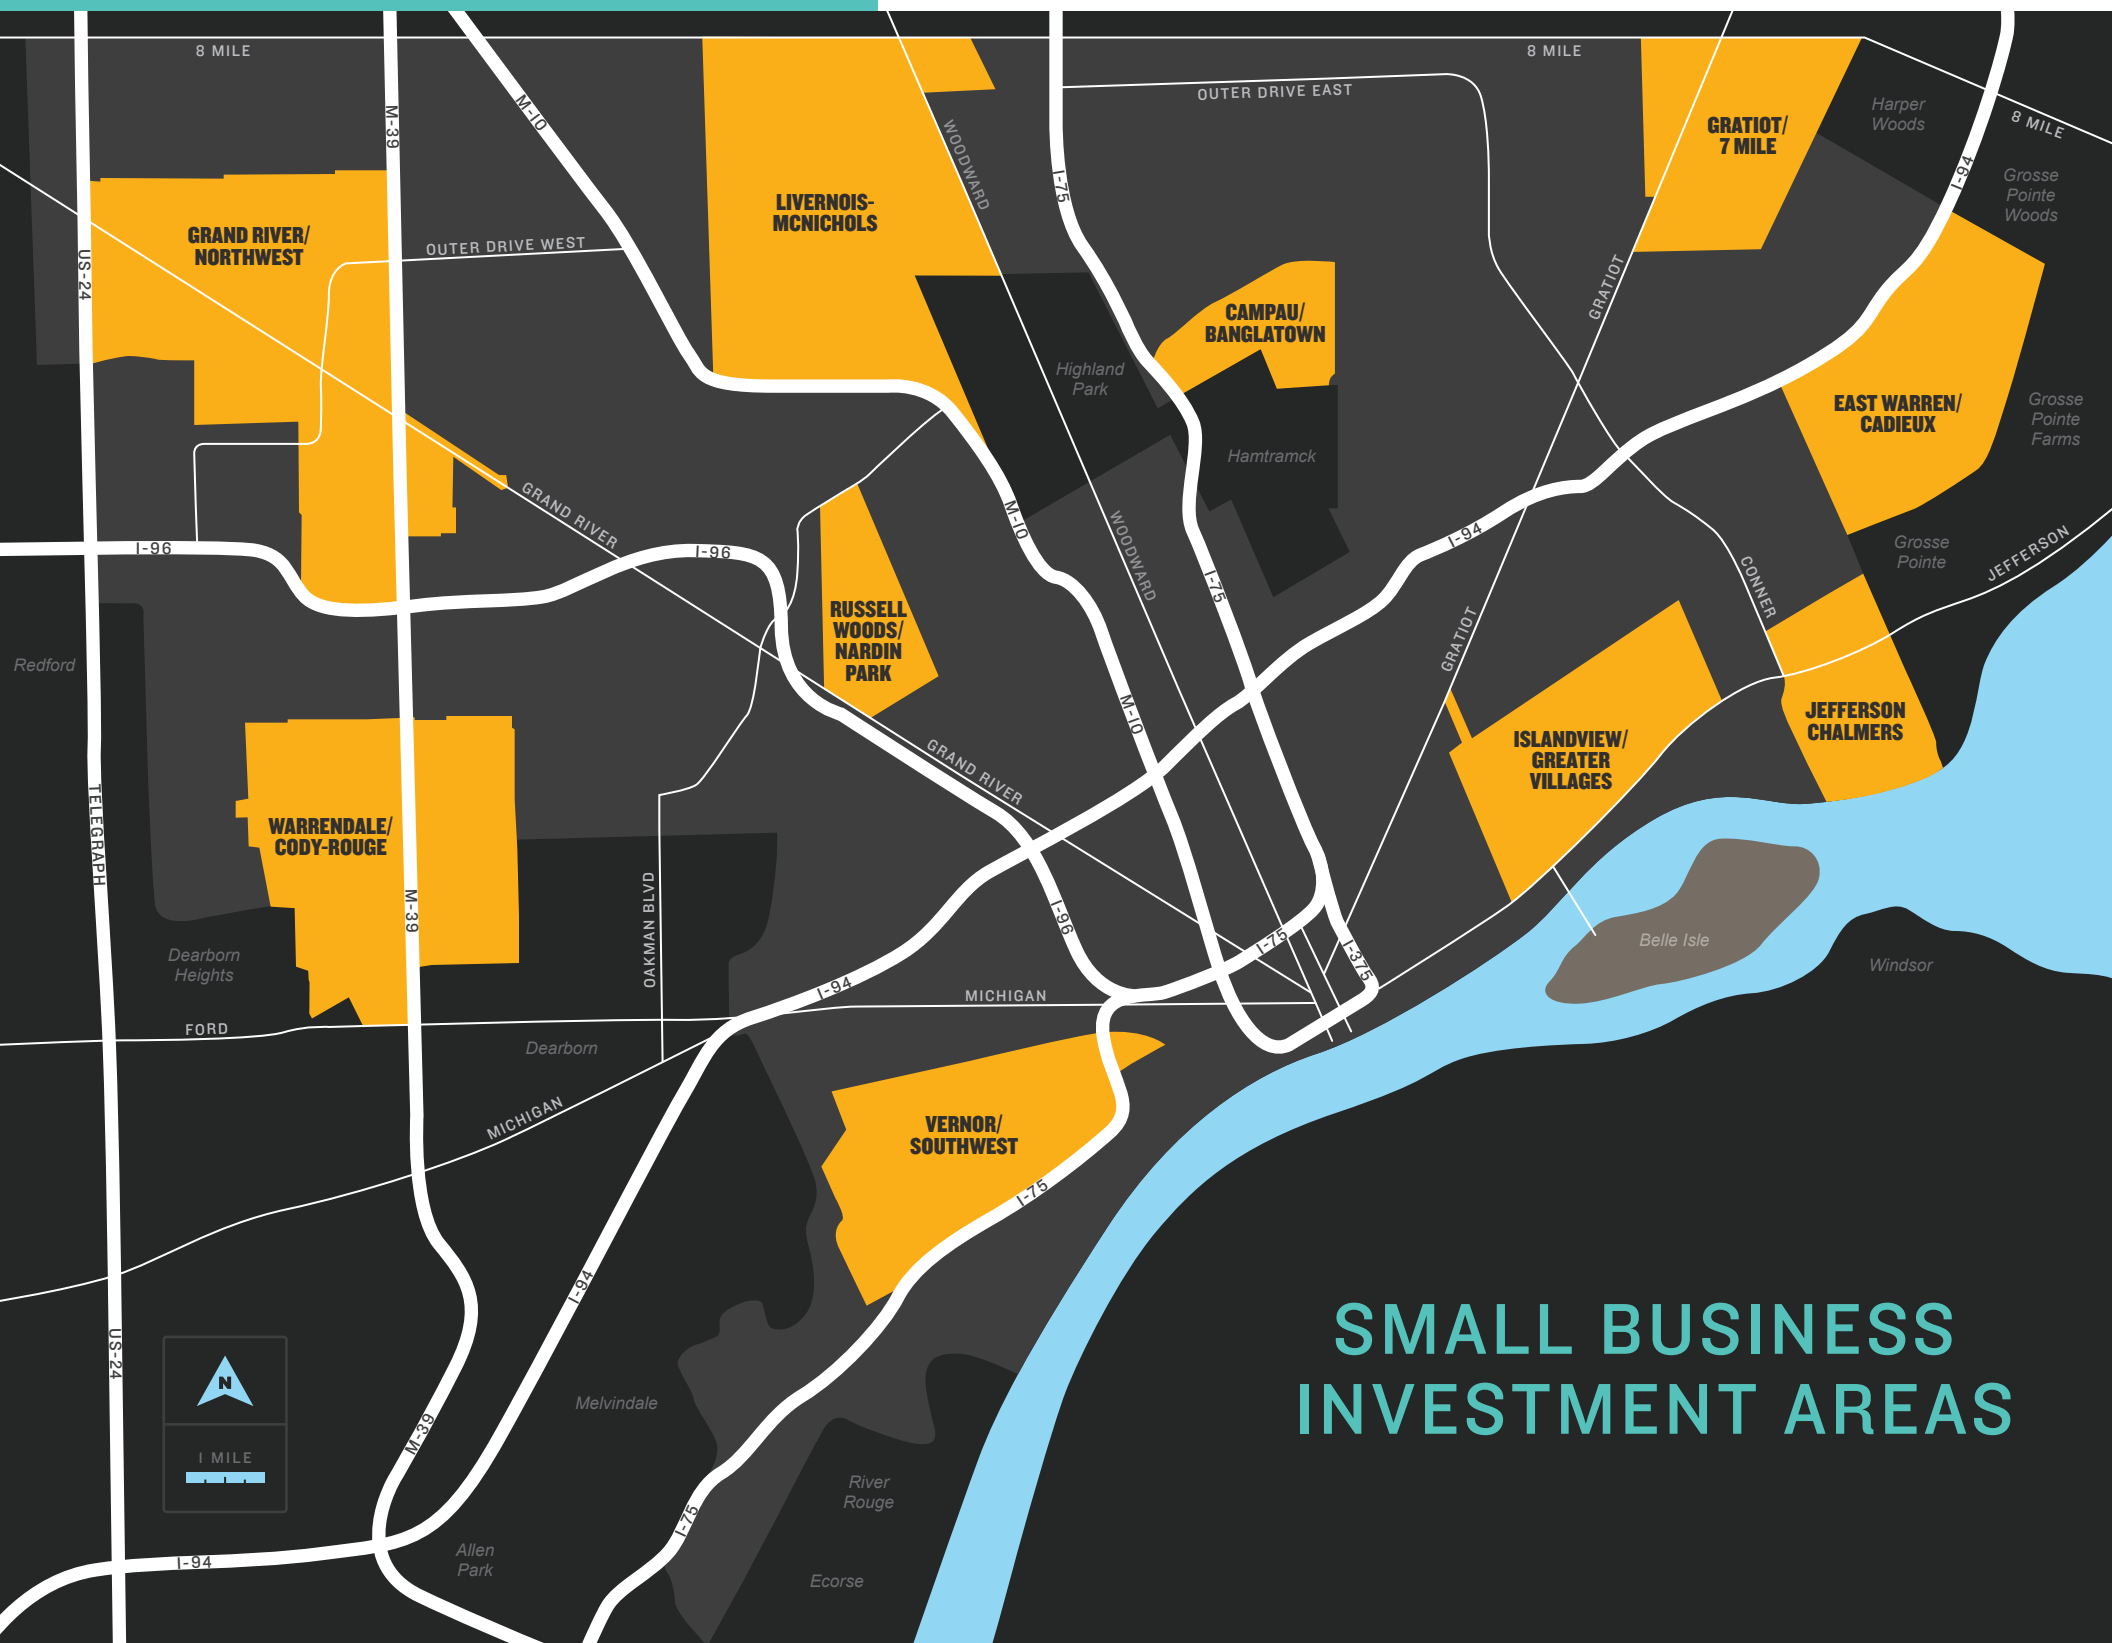 8 MILE
8 MILE
OUTER DRIVE EAST
Harper
Woods
8 MILE
M-39
M-10
WOODWARD
GRATIOT/
7 MILE
I-94
I-75
Grosse
Pointe
Woods
LIVERNOIS-
MCNICHOLS
GRAND RIVER/
NORTHWEST
OUTER DRIVE WEST
US-24
GRATIOT
CAMPAU/
BANGLATOWN
Highland
Park
EAST WARREN/
CADIEUX
Grosse
Pointe
Farms
Hamtramck
GRAND RIVER
M-10
WOODWARD
I-94
I-96
I-96
Grosse
Pointe
JEFFERSON
CONNER
I-75
RUSSELL
WOODS/
NARDIN
PARK
GRATIOT
Redford
M-10
JEFFERSON
CHALMERS
ISLANDVIEW/
GREATER
VILLAGES
GRAND RIVER
TELEGRAPH
WARRENDALE/
CODY-ROUGE
M-39
OAKMAN BLVD
I-96
I-75
I-375
Belle Isle
Windsor
Dearborn
Heights
I-94
MICHIGAN
FORD
Dearborn
MICHIGAN
VERNOR/
SOUTHWEST
I-75
I-94
US-24
SMALL BUSINESS
INVESTMENT AREAS
N
1 MILE
Melvindale
M-39
River
Rouge
I-75
I-94
Allen
Park
Ecorse